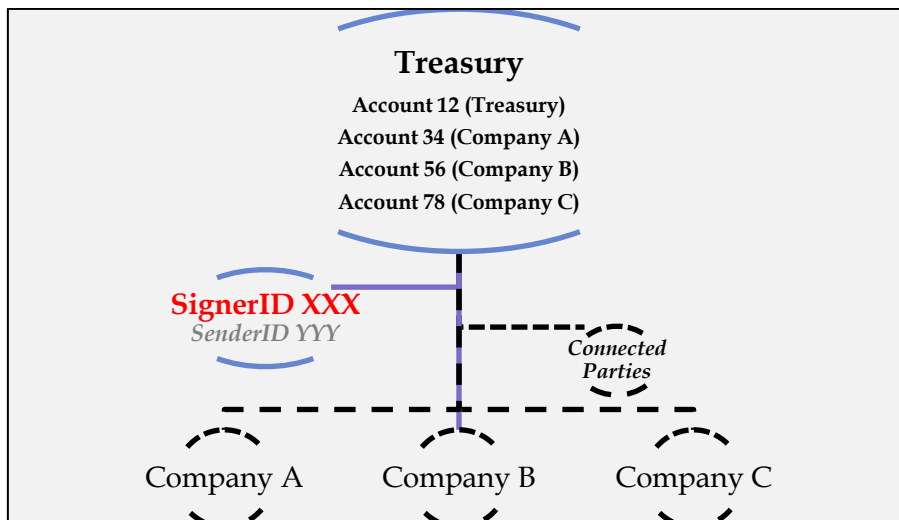 Treasury
Account 12 (Treasury)
Account 34 (Company A)
Account 56 (Company B)
Account 78 (Company C)
SignerID XXX
SenderID YYY
Connected
Parties
Company A
Company B
Company C